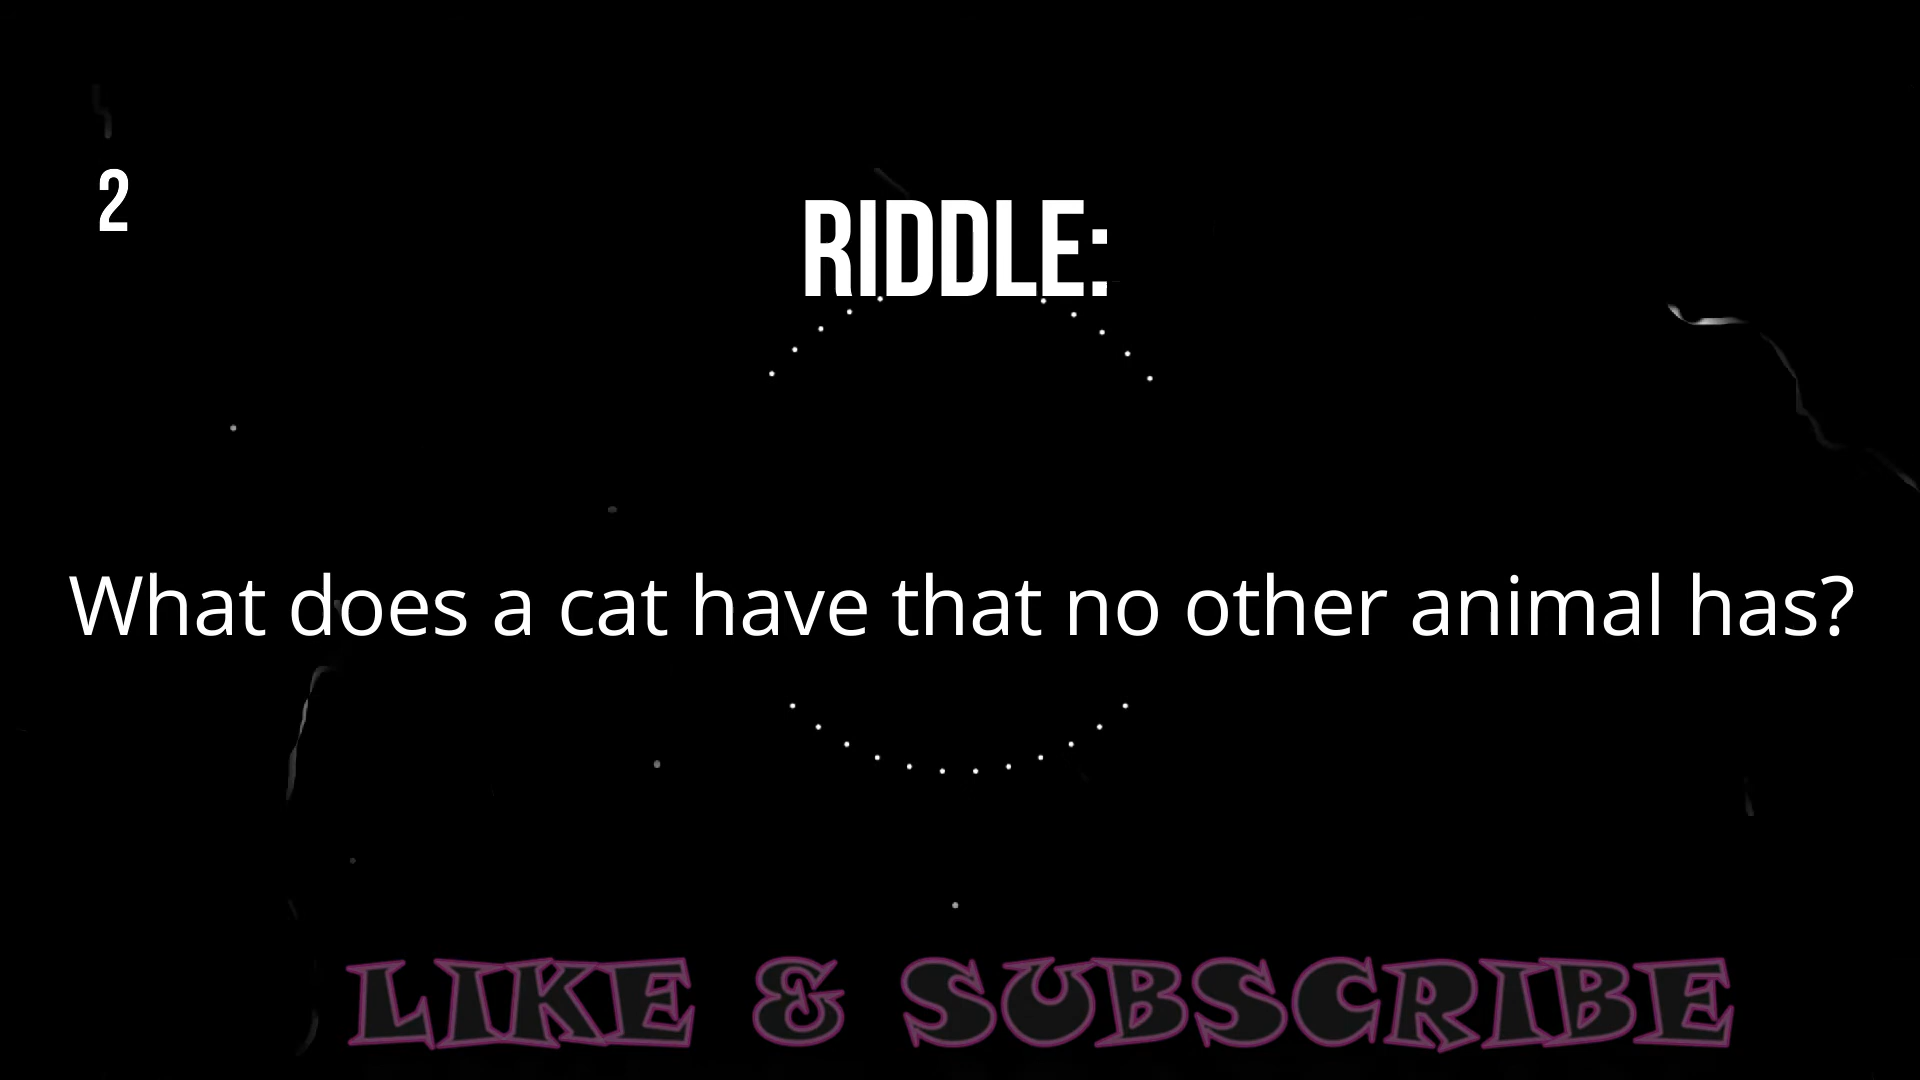 2
RIDDLE:
What does a cat have that no other animal has?
LIKE & SUBSCRIBE